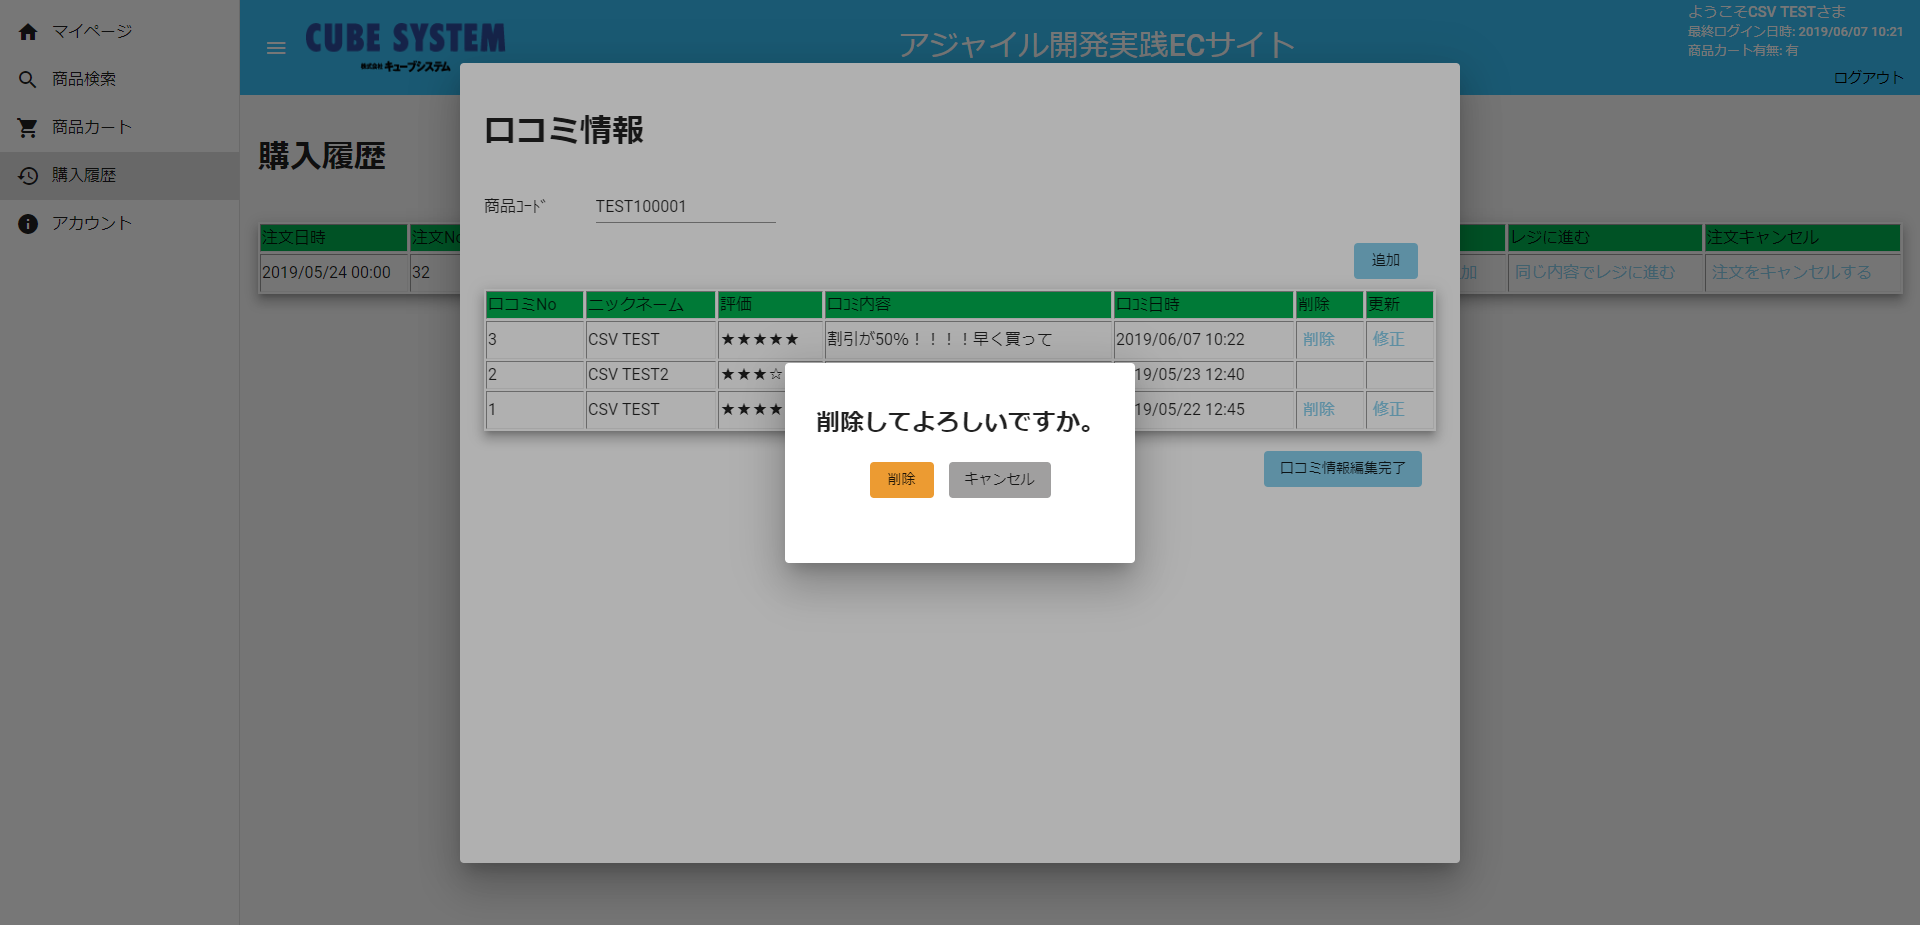 マイページ
商品検索
商品カート
購入履歴
アカウント
CUBE SYSTEM
株式会社 キューブシステム
アジャイル開発実践ECサイト
ようこそCSV TESTさま
最終ログイン日時: 2019/06/07 10:21
商品カート有無: 有
ログアウト
購入履歴
注文日時 注文No レジに進む 注文キャンセル
2019/05/24 00:00 32 加 同じ内容でレジに進む 注文をキャンセルする
口コミ情報
商品ｺｰﾄﾞ TEST100001
追加
口コミNo ニックネーム 評価 口ｺﾐ内容 口ｺﾐ日時 削除 更新
3 CSV TEST ★★★★★ 割引が50%！！！！早く買って 2019/06/07 10:22 削除 修正
2 CSV TEST2 ★★★☆ 19/05/23 12:40
1 CSV TEST ★★★★ 19/05/22 12:45 削除 修正
口コミ情報編集完了
削除してよろしいですか。
削除 キャンセル